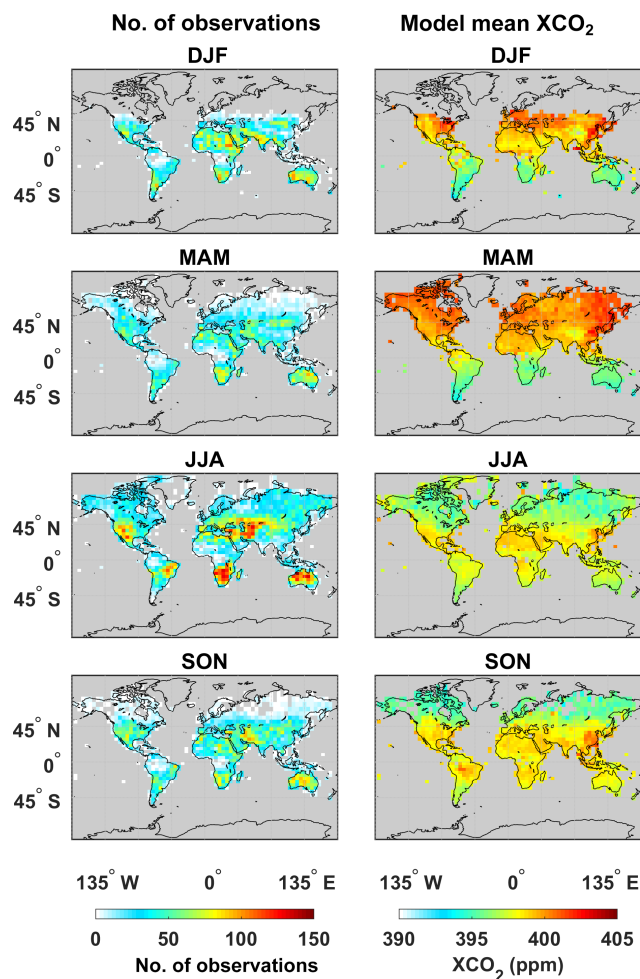 No. of observations Model mean XCO₂
DJF DJF
45° N
0°
45° S
MAM MAM
45° N
0°
45° S
JJA JJA
45° N
0°
45° S
SON SON
45° N
0°
45° S
135° W 0° 135° E 135° W 0° 135° E
0 50 100 150 390 395 400 405
No. of observations XCO₂ (ppm)